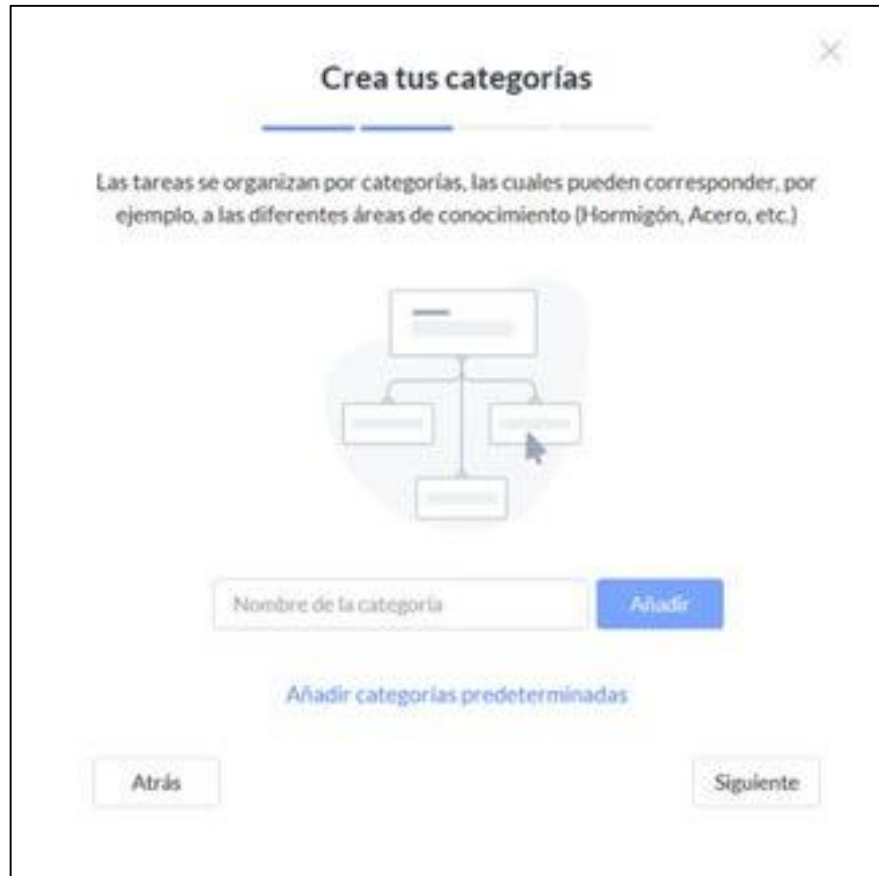 Crea tus categorías
Las tareas se organizan por categorías, las cuales pueden corresponder, por
ejemplo, a las diferentes áreas de conocimiento (Hormigón, Acero, etc.)
Nombre de la categoría
Añadir
Añadir categorías predeterminadas
Atrás
Siguiente